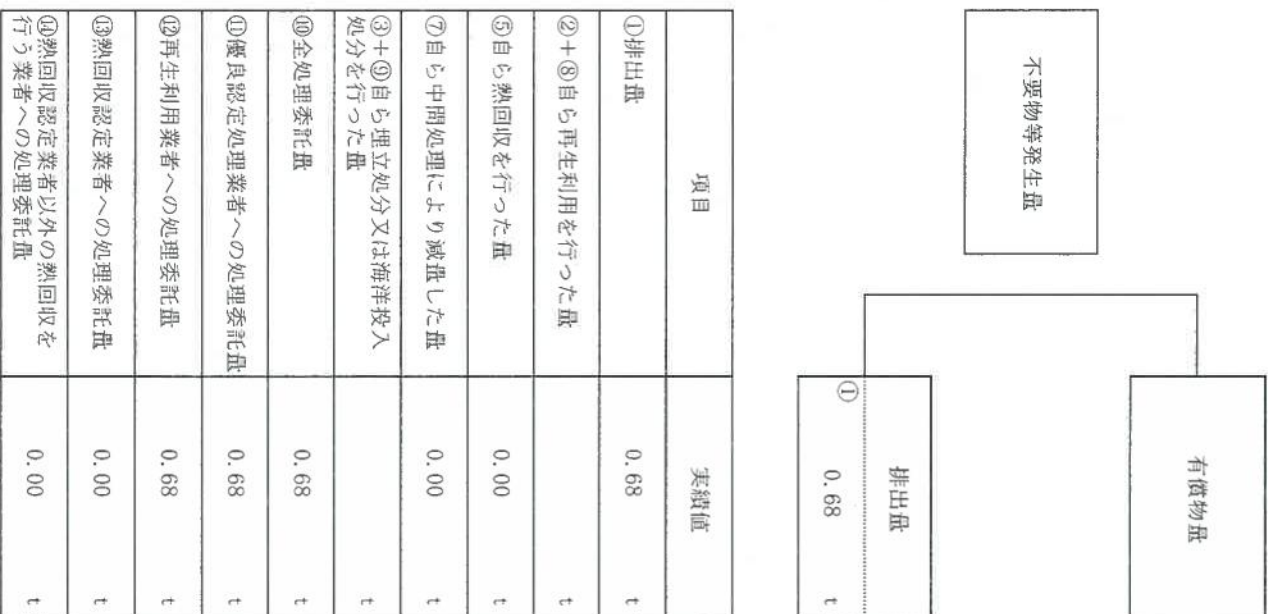 不要物等発生量
有償物量
排出量
① 0.68 t
項目 実績値
①排出量 0.68 t
②+⑧自ら再生利用を行った量 t
⑤自ら熱回収を行った量 0.00 t
⑦自ら中間処理により減量した量 0.00 t
③+⑨自ら埋立処分又は海洋投入
処分を行った量 t
⑩全処理委託量 0.68 t
⑪優良認定処理業者への処理委託量 0.68 t
⑫再生利用業者への処理委託量 0.68 t
⑬熱回収認定業者への処理委託量 0.00 t
⑭熱回収認定業者以外の熱回収を
行う業者への処理委託量 0.00 t